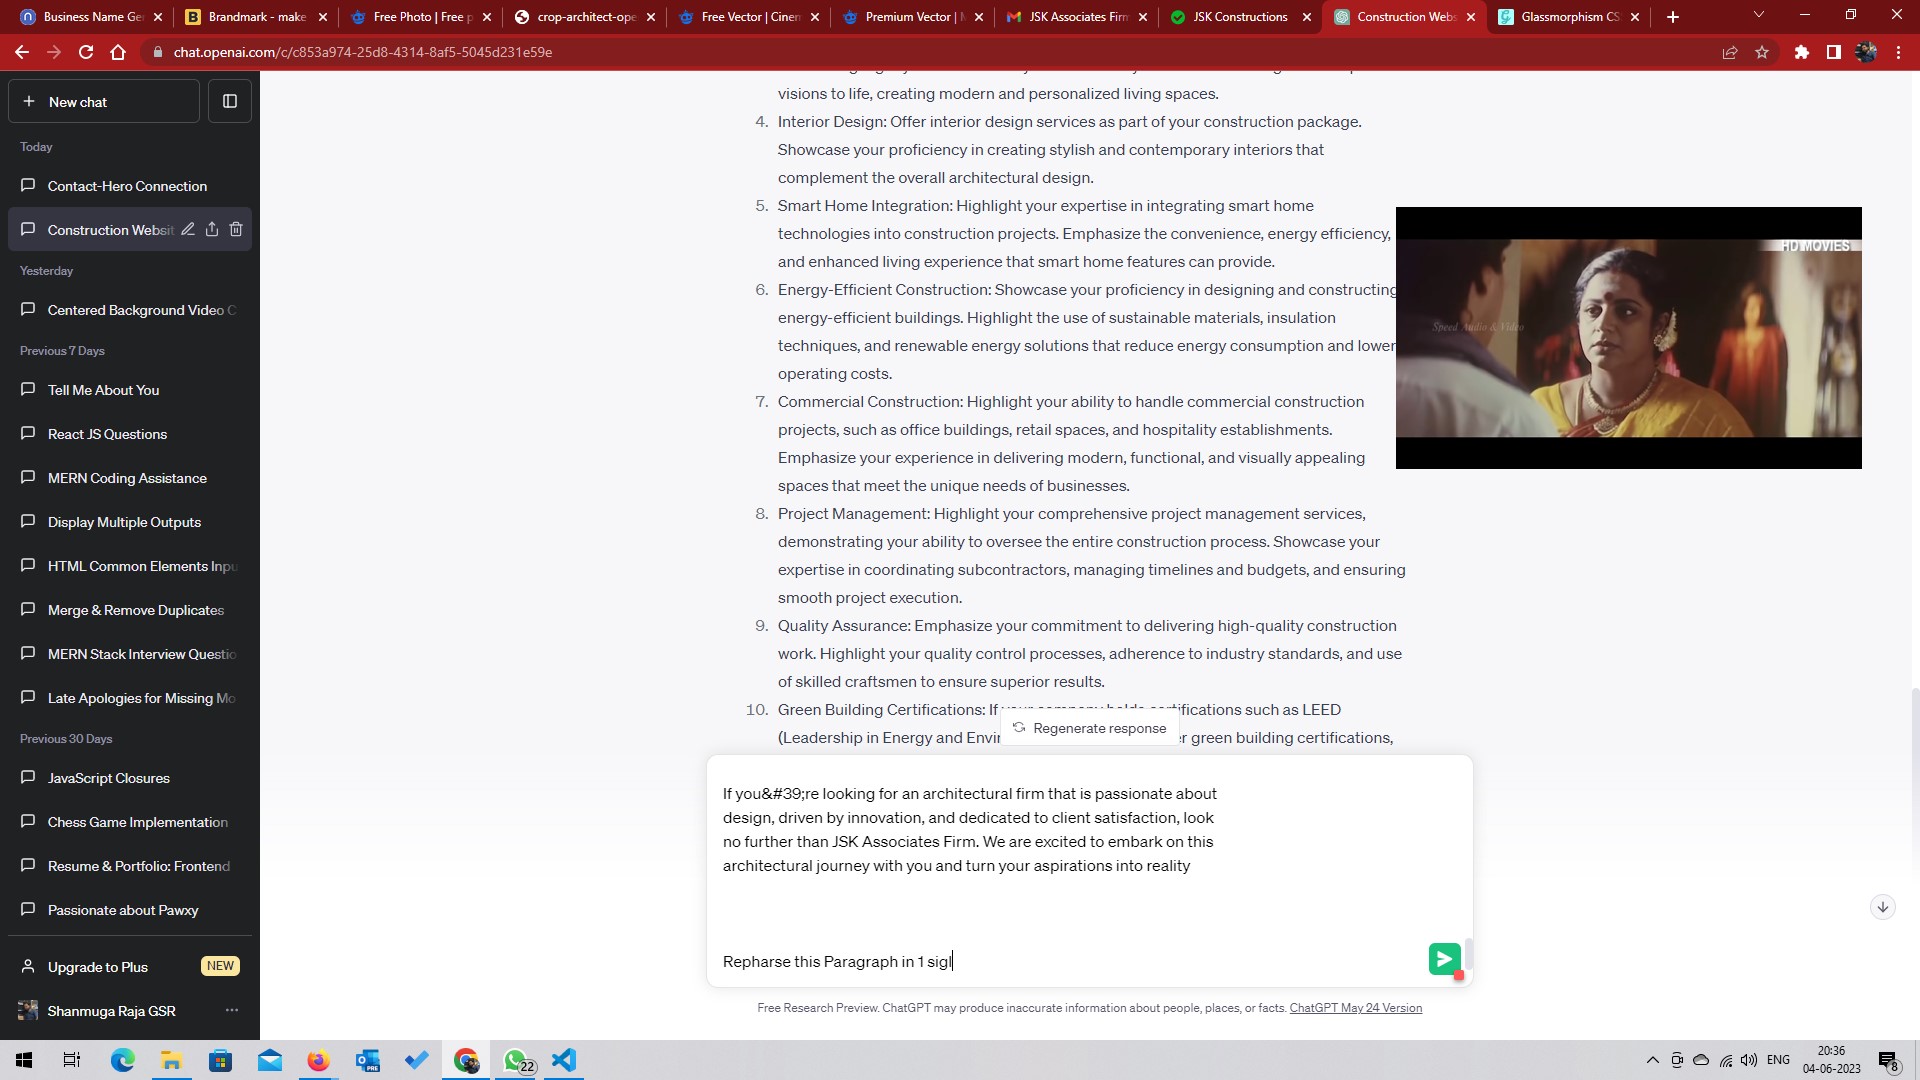 Business Name Ge
Brandmark - make
Free Photo | Free p
crop-architect-ope
Free Vector | Ciner
Premium Vector |
JSK Associates Firm
JSK Constructions
Construction Webs
Glassmorphism CS
chat.openai.com/c/c853a974-25d8-4314-8af5-5045d231e59e
New chat
Today
Contact-Hero Connection
Construction Websit
Yesterday
Centered Background Video C
Previous 7 Days
Tell Me About You
React JS Questions
MERN Coding Assistance
Display Multiple Outputs
HTML Common Elements Inpu
Merge & Remove Duplicates
MERN Stack Interview Questio
Late Apologies for Missing Mo
Previous 30 Days
JavaScript Closures
Chess Game Implementation
Resume & Portfolio: Frontend
Passionate about Pawxy
Upgrade to Plus NEW
Shanmuga Raja GSR
visions to life, creating modern and personalized living spaces.
4. Interior Design: Offer interior design services as part of your construction package.
Showcase your proficiency in creating stylish and contemporary interiors that
complement the overall architectural design.
5. Smart Home Integration: Highlight your expertise in integrating smart home
technologies into construction projects. Emphasize the convenience, energy efficiency,
and enhanced living experience that smart home features can provide.
6. Energy-Efficient Construction: Showcase your proficiency in designing and constructing
energy-efficient buildings. Highlight the use of sustainable materials, insulation
techniques, and renewable energy solutions that reduce energy consumption and lower
operating costs.
7. Commercial Construction: Highlight your ability to handle commercial construction
projects, such as office buildings, retail spaces, and hospitality establishments.
Emphasize your experience in delivering modern, functional, and visually appealing
spaces that meet the unique needs of businesses.
8. Project Management: Highlight your comprehensive project management services,
demonstrating your ability to oversee the entire construction process. Showcase your
expertise in coordinating subcontractors, managing timelines and budgets, and ensuring
smooth project execution.
9. Quality Assurance: Emphasize your commitment to delivering high-quality construction
work. Highlight your quality control processes, adherence to industry standards, and use
of skilled craftsmen to ensure superior results.
10. Green Building Certifications: If your company holds certifications such as LEED
(Leadership in Energy and Envir r green building certifications,
Regenerate response
HD MOVIES
Speed Audio & Video
If you&#39;re looking for an architectural firm that is passionate about
design, driven by innovation, and dedicated to client satisfaction, look
no further than JSK Associates Firm. We are excited to embark on this
architectural journey with you and turn your aspirations into reality
Repharse this Paragraph in 1 sigl
Free Research Preview. ChatGPT may produce inaccurate information about people, places, or facts. ChatGPT May 24 Version
22
ENG
20:36
04-06-2023
8